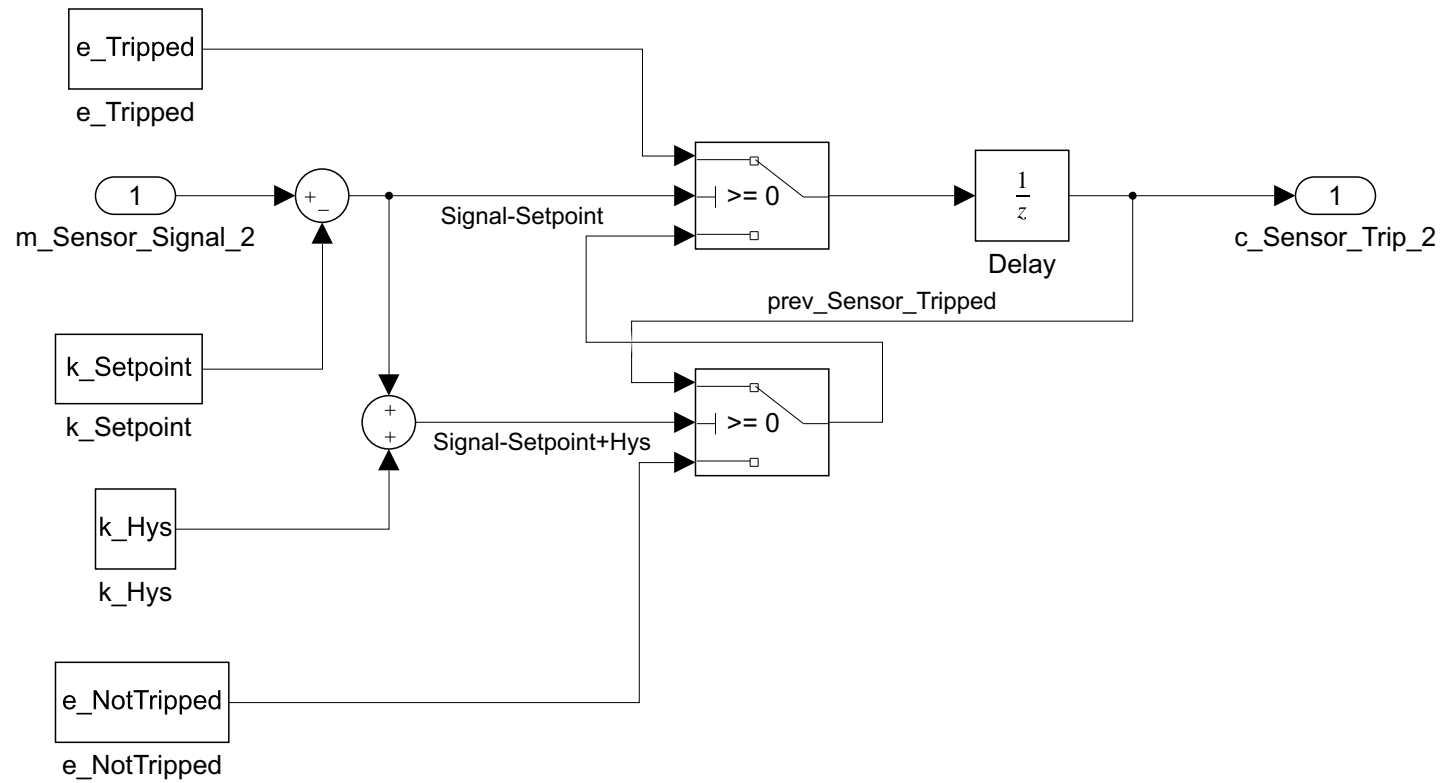 e_Tripped
e_Tripped
1
m_Sensor_Signal_2
+
−
Signal-Setpoint
>= 0
1
z
Delay
1
c_Sensor_Trip_2
prev_Sensor_Tripped
k_Setpoint
k_Setpoint
+
+
Signal-Setpoint+Hys
>= 0
k_Hys
k_Hys
e_NotTripped
e_NotTripped